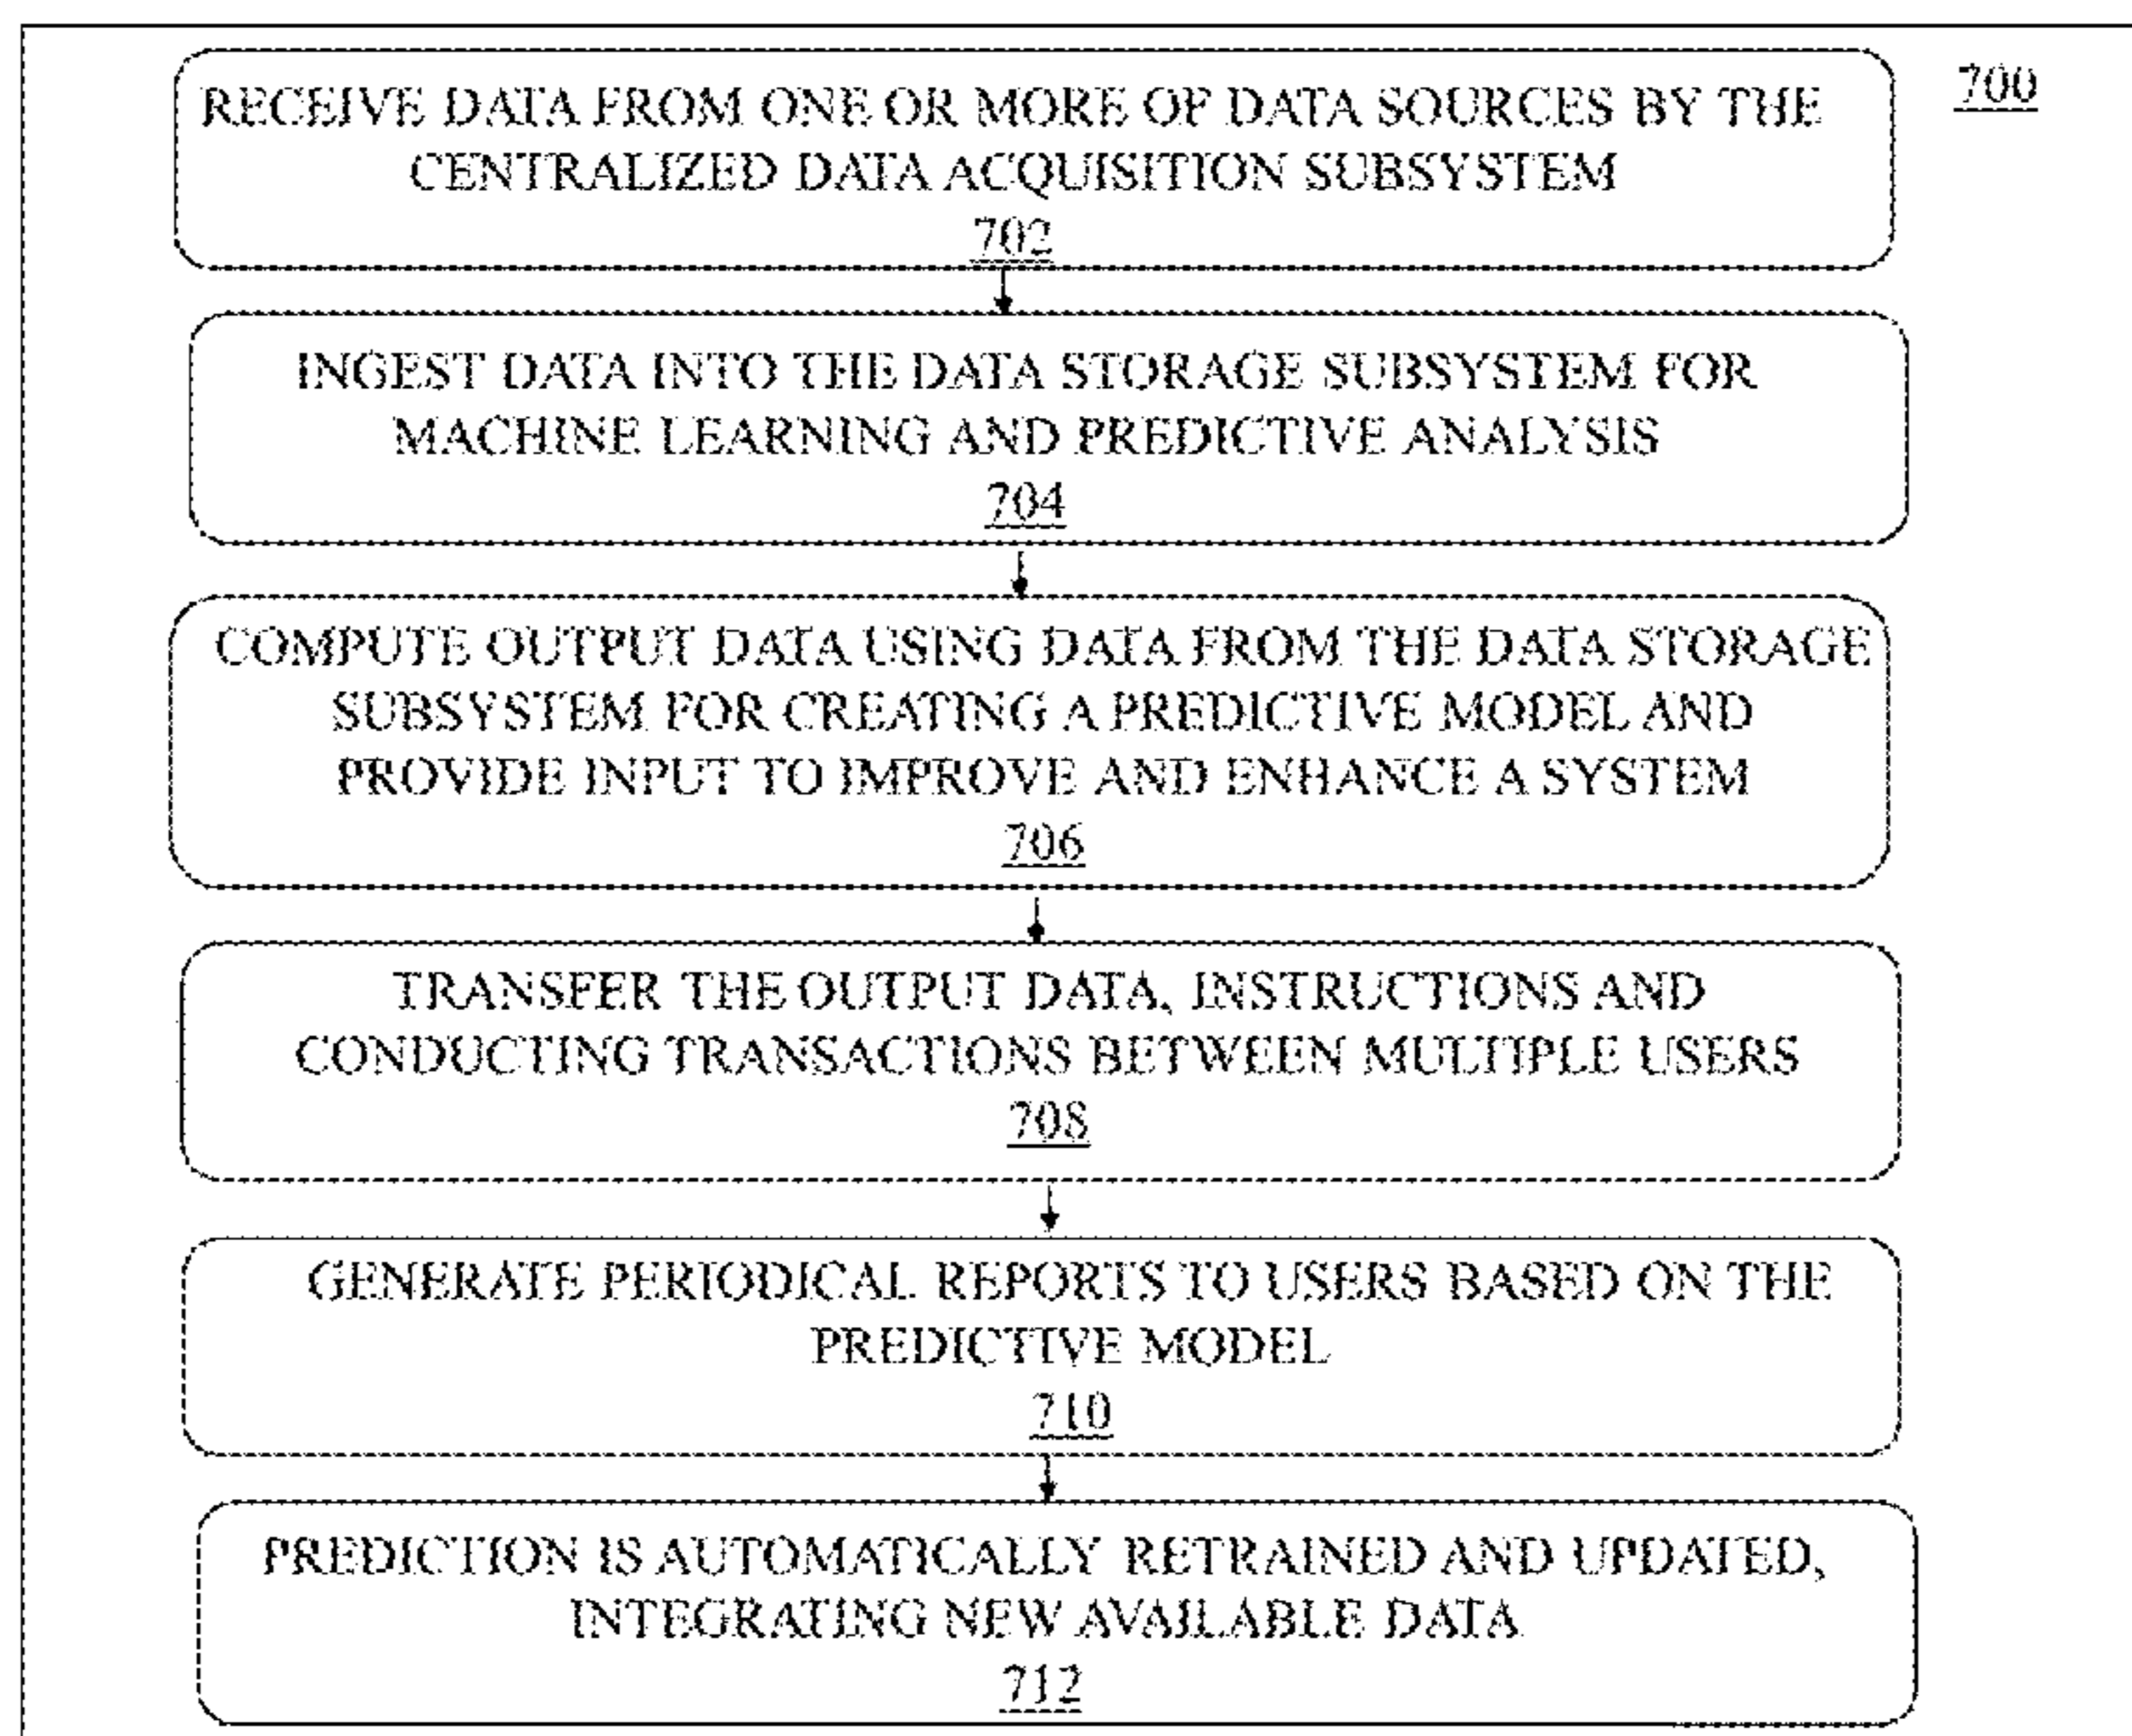 700
RECEIVE DATA FROM ONE OR MORE OF DATA SOURCES BY THE
CENTRALIZED DATA ACQUISITION SUBSYSTEM
702
INGEST DATA INTO THE DATA STORAGE SUBSYSTEM FOR
MACHINE LEARNING AND PREDICTIVE ANALYSIS
704
COMPUTE OUTPUT DATA USING DATA FROM THE DATA STORAGE
SUBSYSTEM FOR CREATING A PREDICTIVE MODEL AND
PROVIDE INPUT TO IMPROVE AND ENHANCE A SYSTEM
706
TRANSFER THE OUTPUT DATA, INSTRUCTIONS AND
CONDUCTING TRANSACTIONS BETWEEN MULTIPLE USERS
708
GENERATE PERIODICAL REPORTS TO USERS BASED ON THE
PREDICTIVE MODEL
710
PREDICTION IS AUTOMATICALLY RETRAINED AND UPDATED,
INTEGRATING NEW AVAILABLE DATA
712